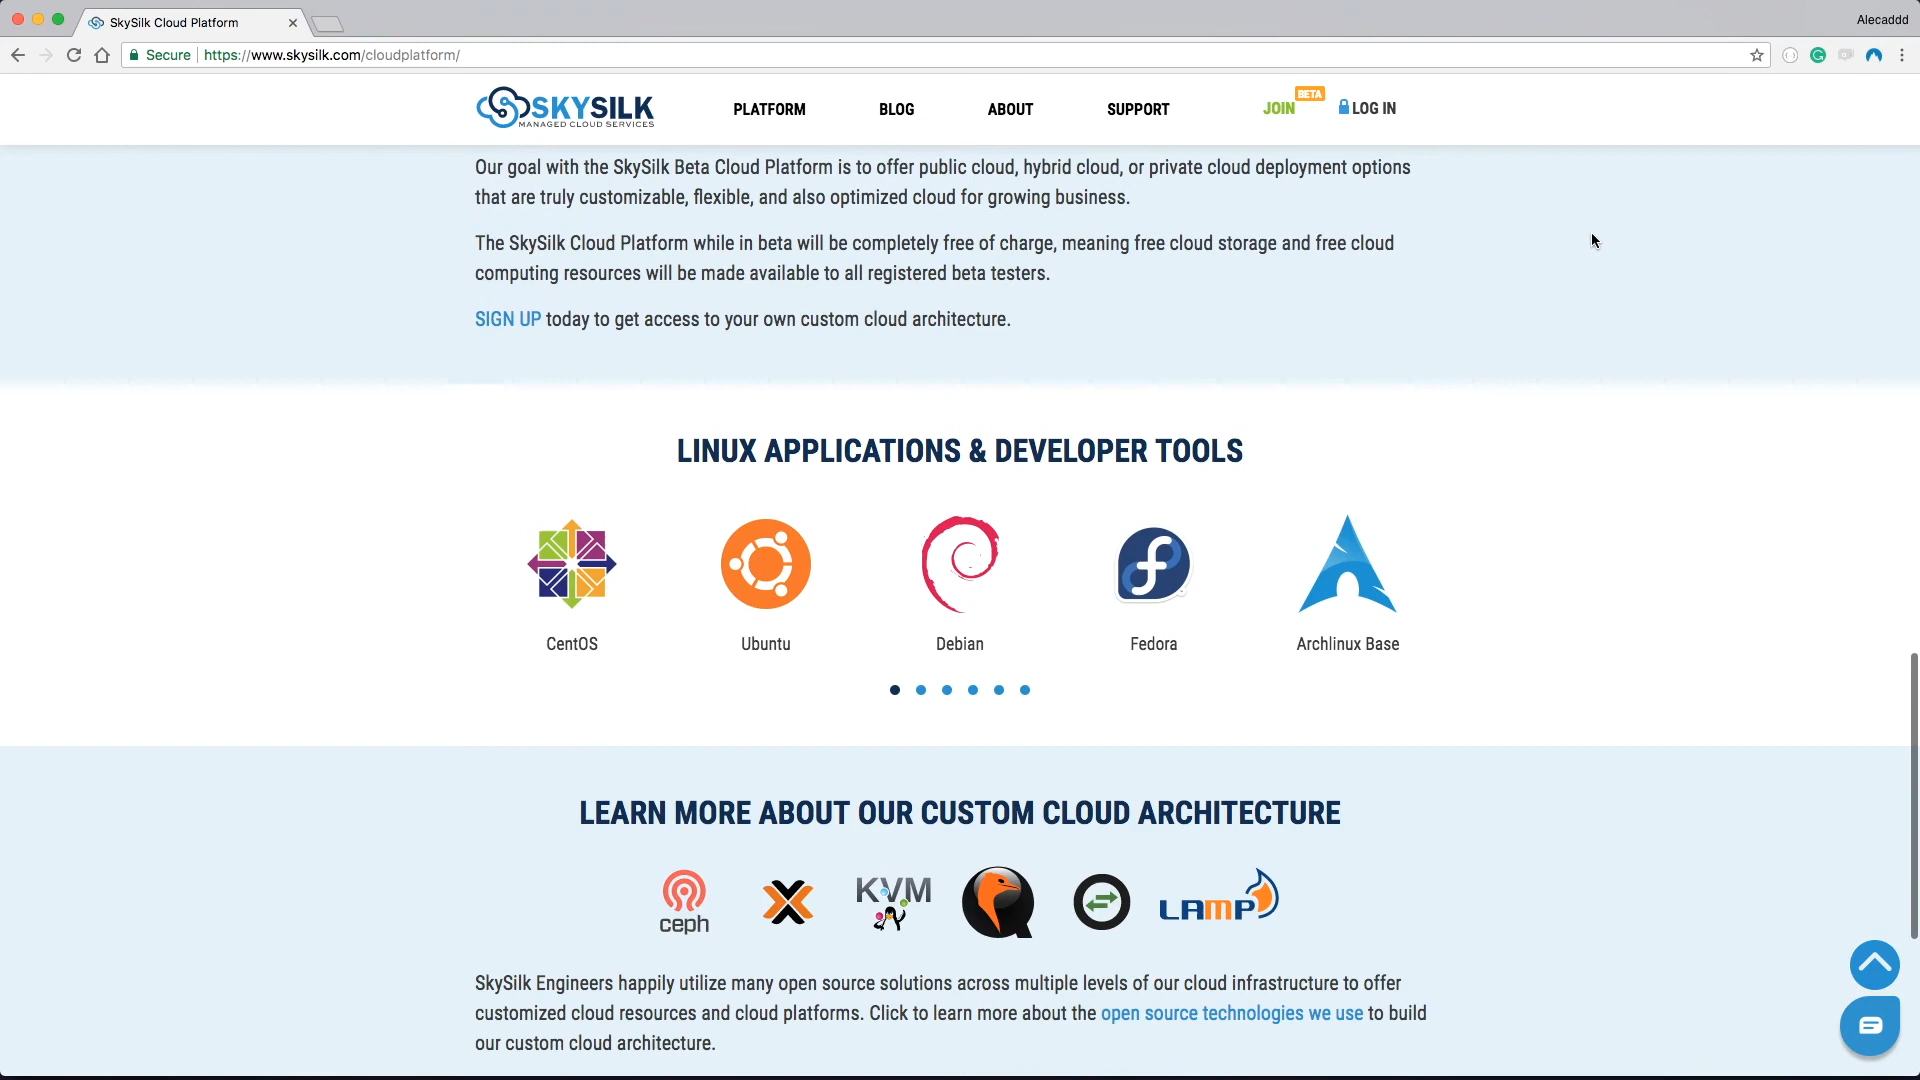 SkySilk Cloud Platform
Alecaddd
Secure https://www.skysilk.com/cloudplatform/
SKYSILK
MANAGED CLOUD SERVICES
PLATFORM BLOG ABOUT SUPPORT JOIN BETA LOG IN
Our goal with the SkySilk Beta Cloud Platform is to offer public cloud, hybrid cloud, or private cloud deployment options
that are truly customizable, flexible, and also optimized cloud for growing business.
The SkySilk Cloud Platform while in beta will be completely free of charge, meaning free cloud storage and free cloud
computing resources will be made available to all registered beta testers.
SIGN UP today to get access to your own custom cloud architecture.
LINUX APPLICATIONS & DEVELOPER TOOLS
CentOS Ubuntu Debian Fedora Archlinux Base
LEARN MORE ABOUT OUR CUSTOM CLOUD ARCHITECTURE
ceph KVM LAMP
SkySilk Engineers happily utilize many open source solutions across multiple levels of our cloud infrastructure to offer
customized cloud resources and cloud platforms. Click to learn more about the open source technologies we use to build
our custom cloud architecture.